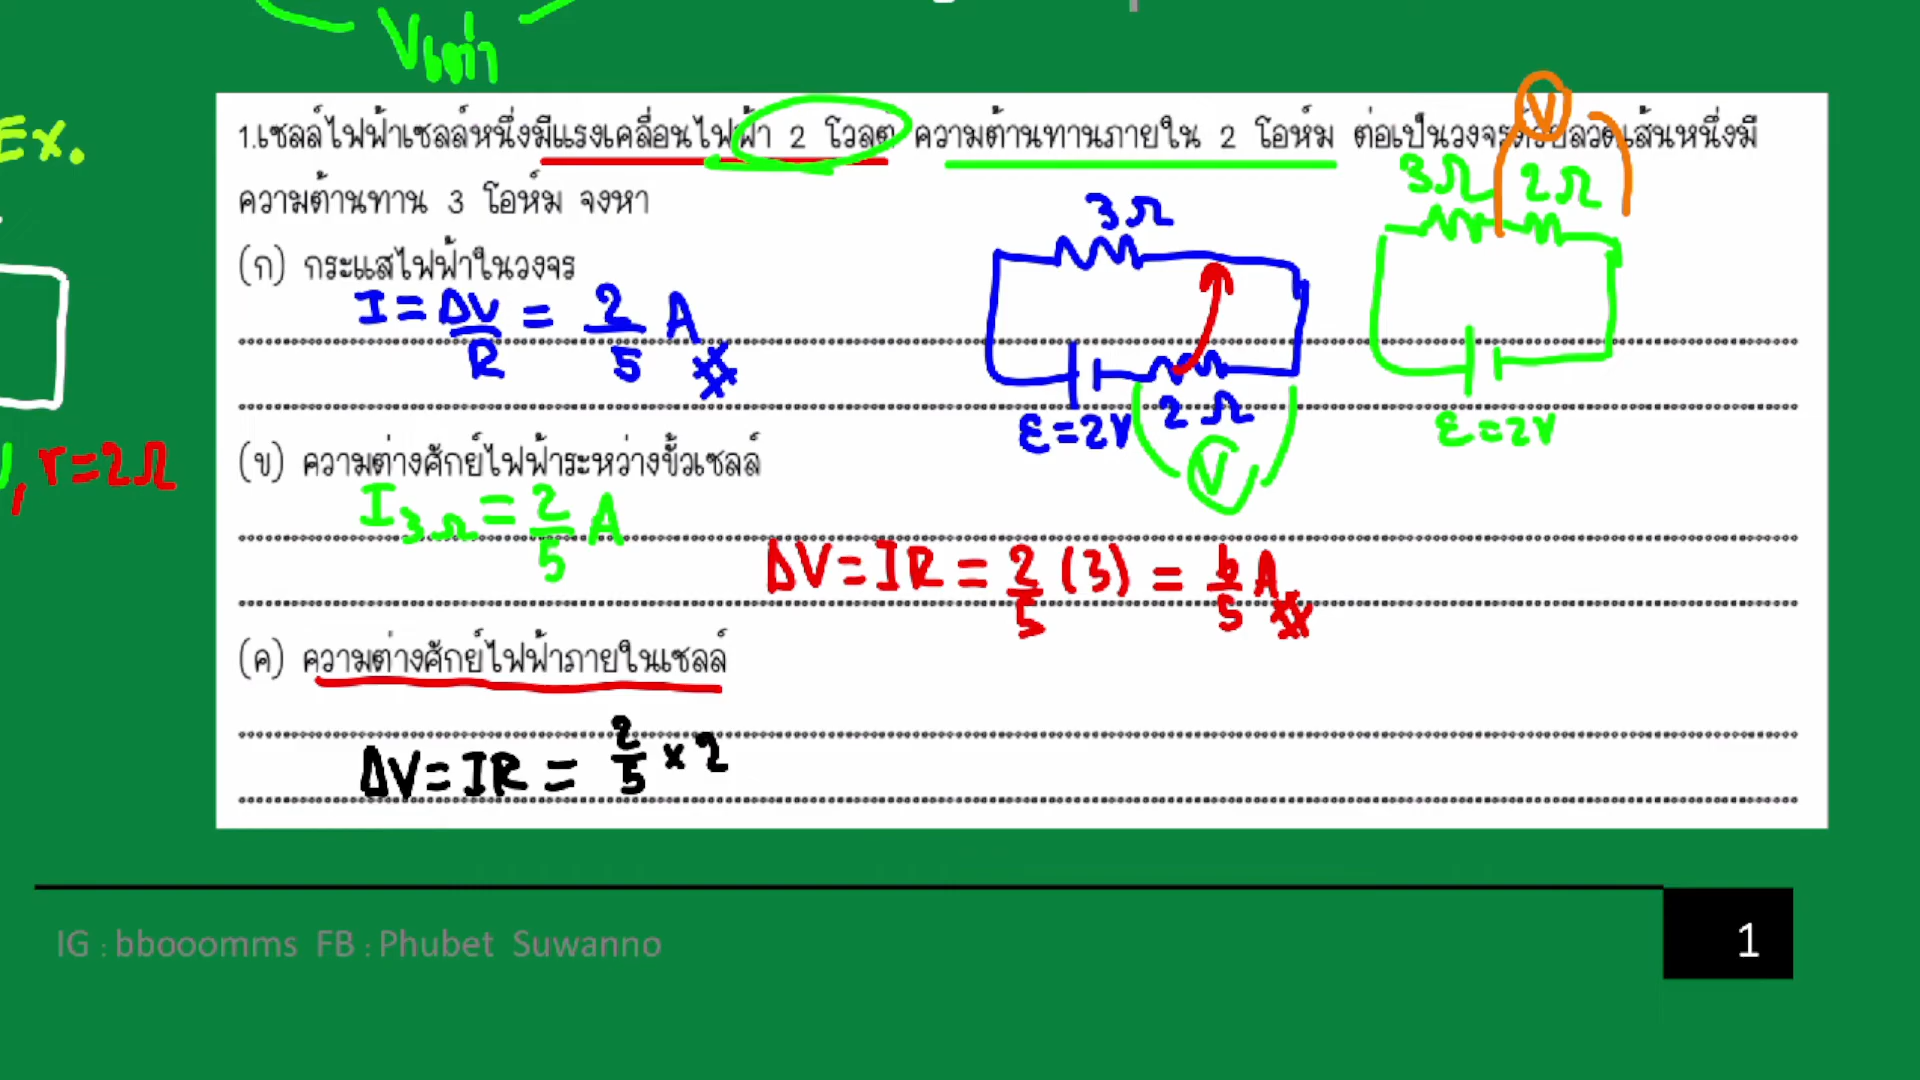 Vเต่า
Ex.
1.เซลล์ไฟฟ้าเซลล์หนึ่งมีแรงเคลื่อนไฟฟ้า 2 โวลต์ ความต้านทานภายใน 2 โอห์ม ต่อเป็นวงจรด้วยลวดเส้นหนึ่งมี
V
ความต้านทาน 3 โอห์ม จงหา
3Ω
3Ω 2Ω
(ก) กระแสไฟฟ้าในวงจร
I = ΔV/R = 2/5 A
ε=2V 2Ω
ε=2V
, r=2Ω
(ข) ความต่างศักย์ไฟฟ้าระหว่างขั้วเซลล์
V
I 3Ω = 2/5 A
ΔV = IR = 2/5 (3) = 6/5 A
(ค) ความต่างศักย์ไฟฟ้าภายในเซลล์
ΔV = IR = 2/5 × 2
IG : bbooomms FB : Phubet Suwanno
1